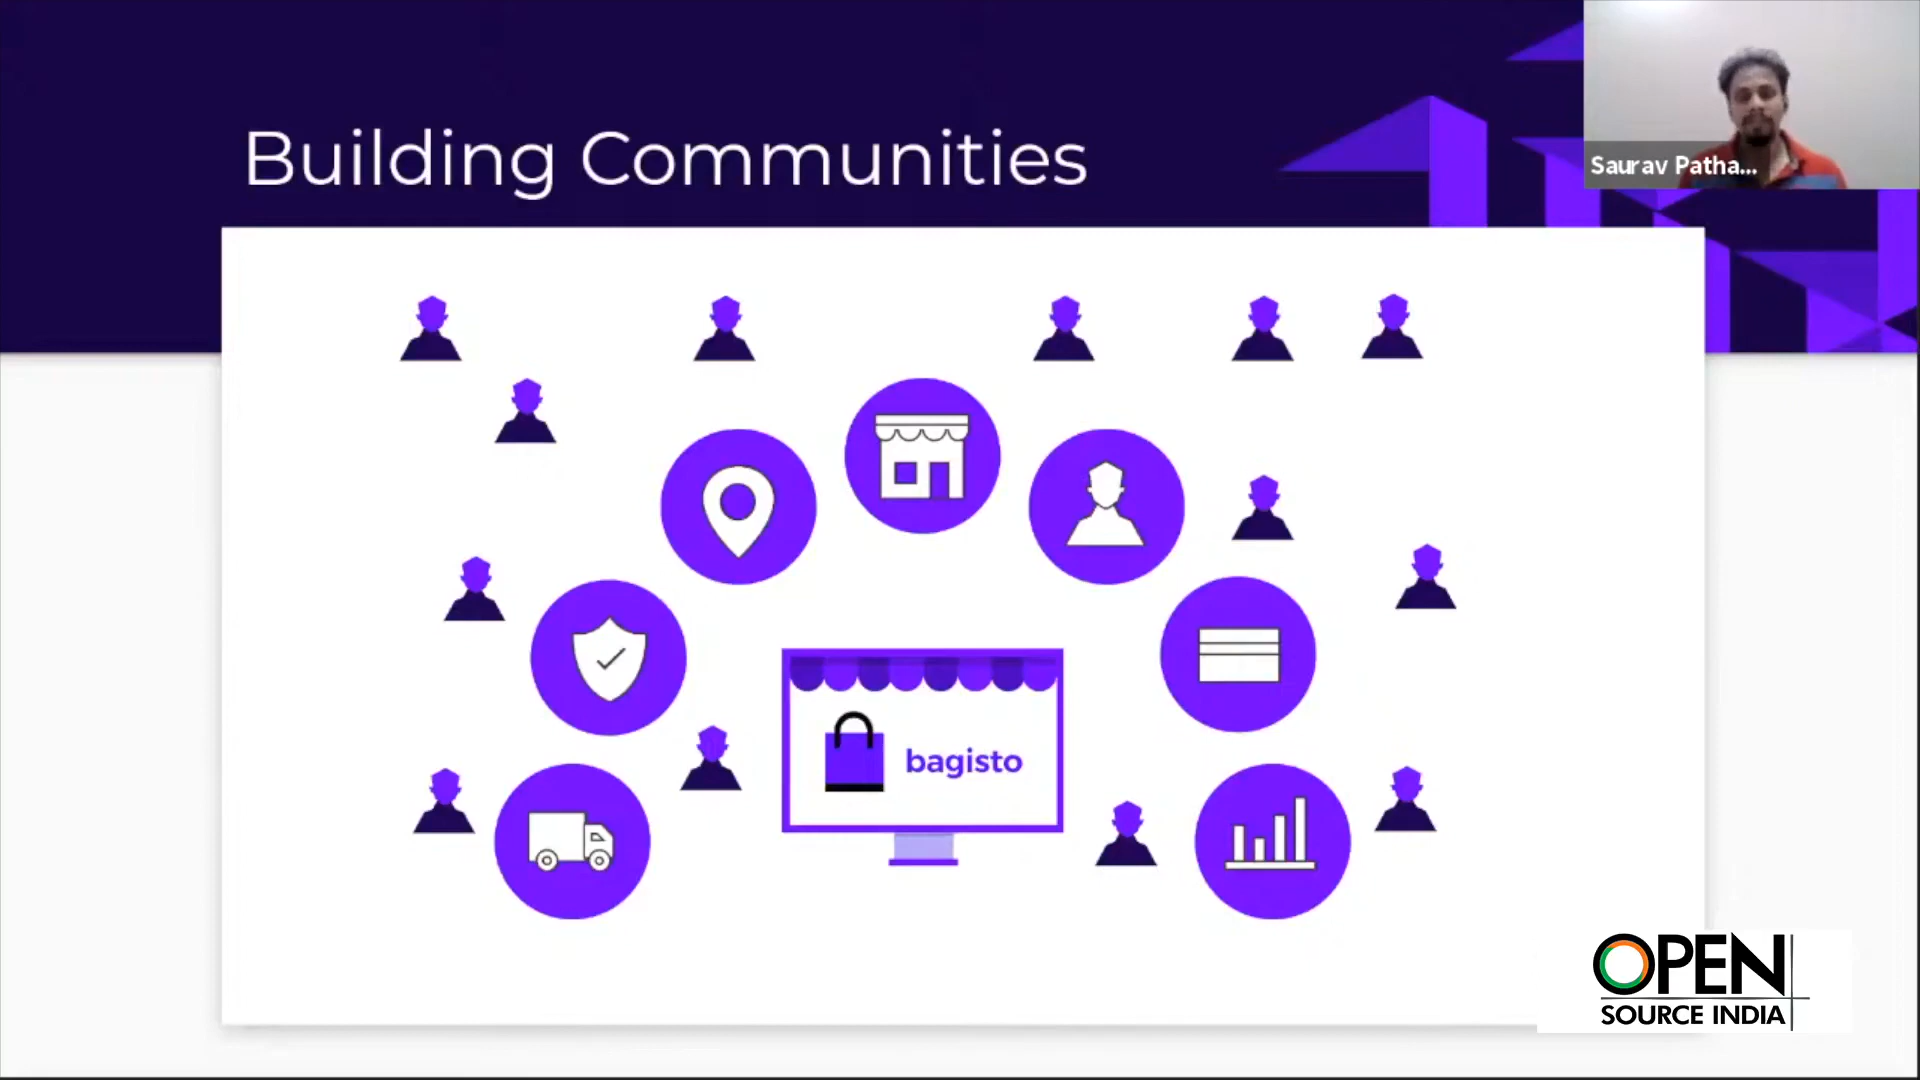 Building Communities
Saurav Patha...
bagisto
OPEN
SOURCE INDIA